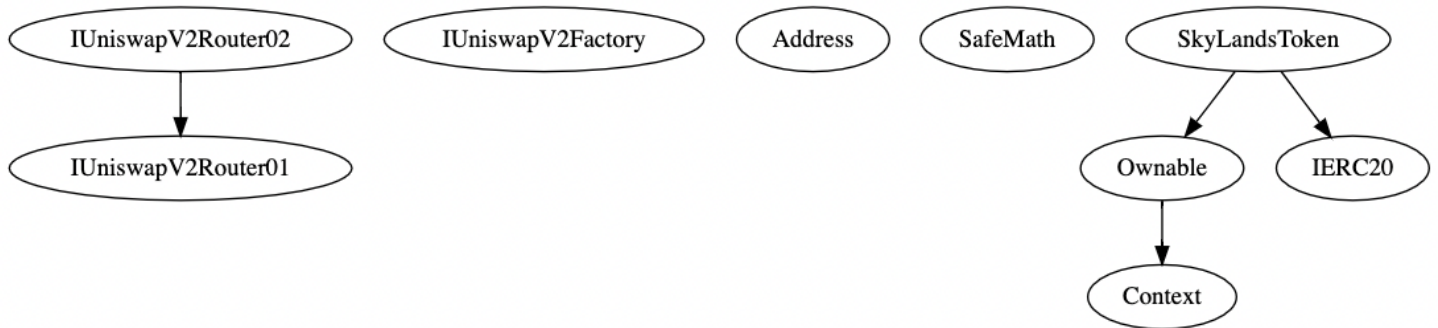 IUniswapV2Router02
IUniswapV2Factory
Address
SafeMath
SkyLandsToken
IUniswapV2Router01
Ownable
IERC20
Context